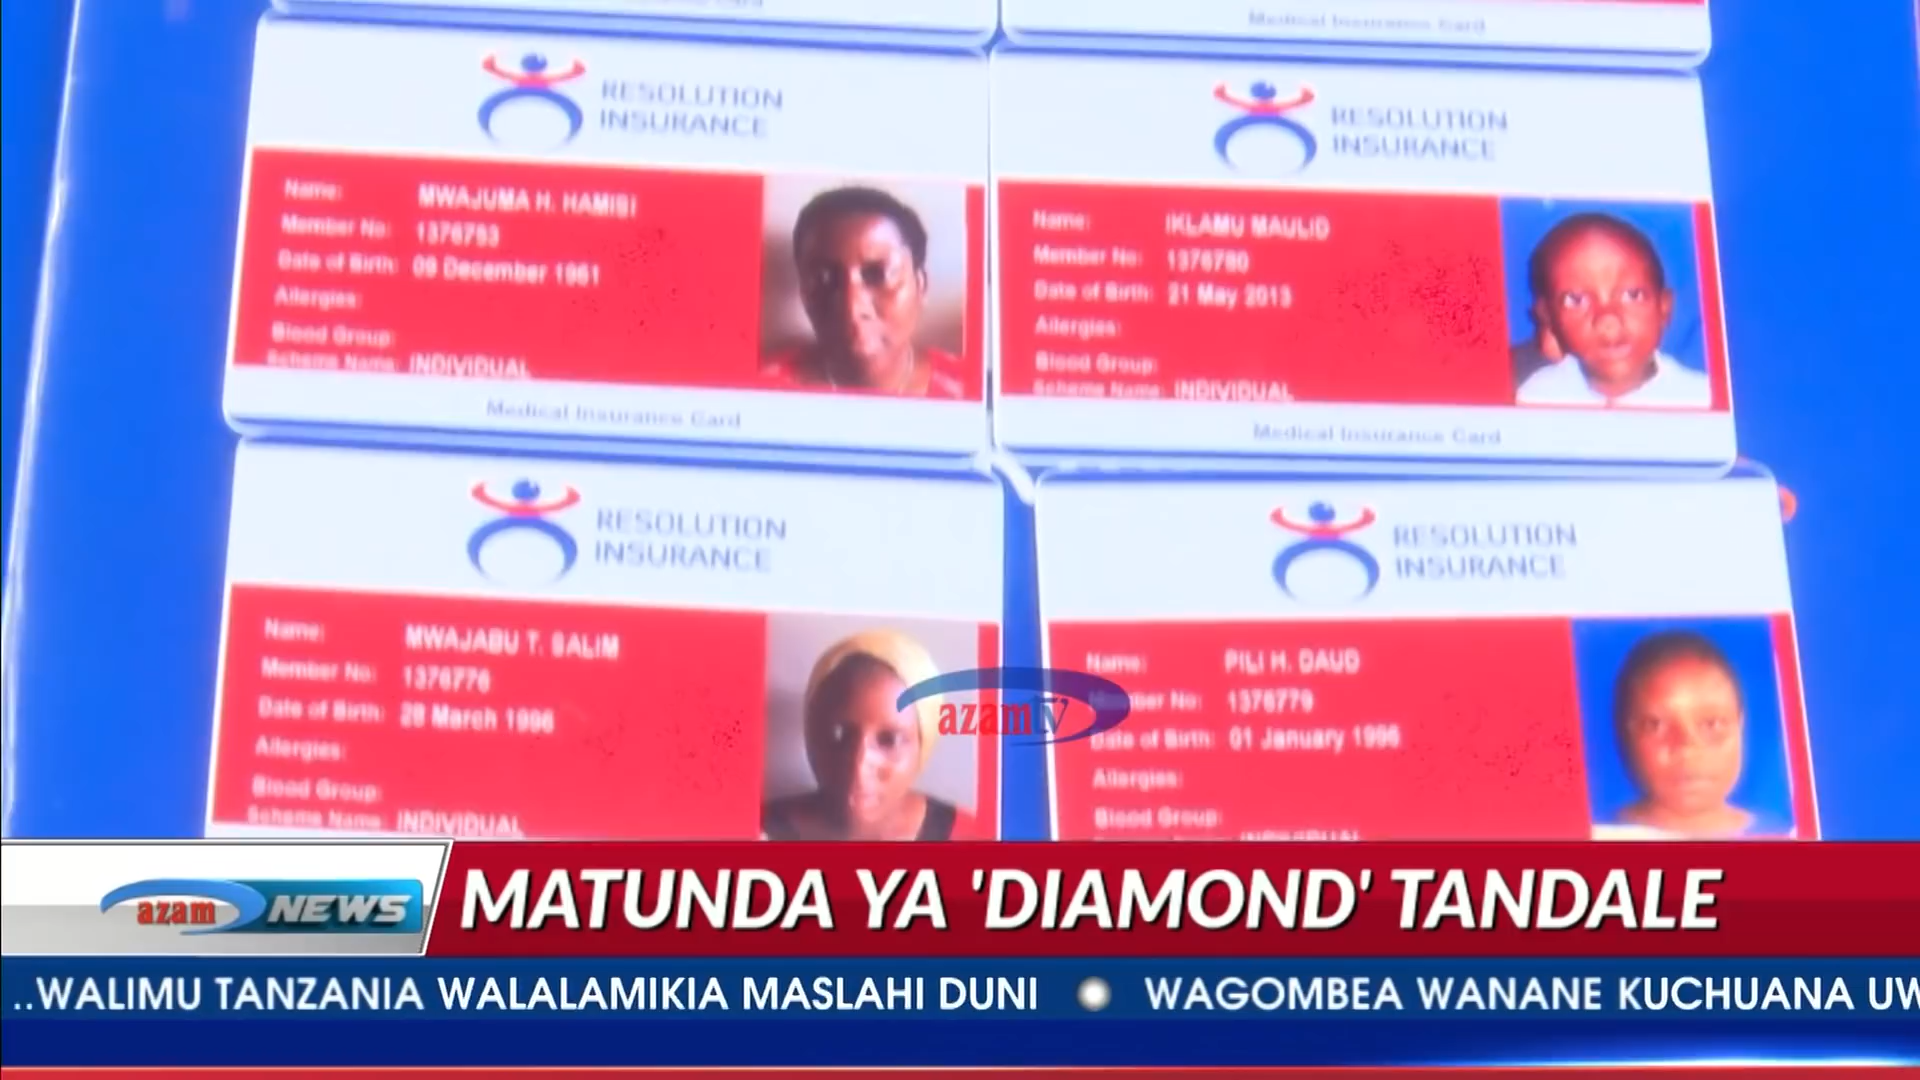 Medical Insurance Card
RESOLUTION
INSURANCE
Name: MWAJUMA H. HAMISI
Member No: 1376753
Date of Birth: 09 December 1961
Allergies:
Blood Group:
Scheme Name: INDIVIDUAL
Medical Insurance Card
RESOLUTION
INSURANCE
Name: IKLAMU MAULID
Member No: 1376780
Date of Birth: 21 May 2013
Allergies:
Blood Group:
Scheme Name: INDIVIDUAL
Medical Insurance Card
RESOLUTION
INSURANCE
Name: MWAJABU T. SALIM
Member No: 1376776
Date of Birth: 28 March 1996
Allergies:
Blood Group:
Scheme Name: INDIVIDUAL
RESOLUTION
INSURANCE
Name: PILI H. DAUD
Member No: 1376779
Date of Birth: 01 January 1996
Allergies:
Blood Group:
azamtv
azam NEWS
MATUNDA YA 'DIAMOND' TANDALE
..WALIMU TANZANIA WALALAMIKIA MASLAHI DUNI
WAGOMBEA WANANE KUCHUANA UW